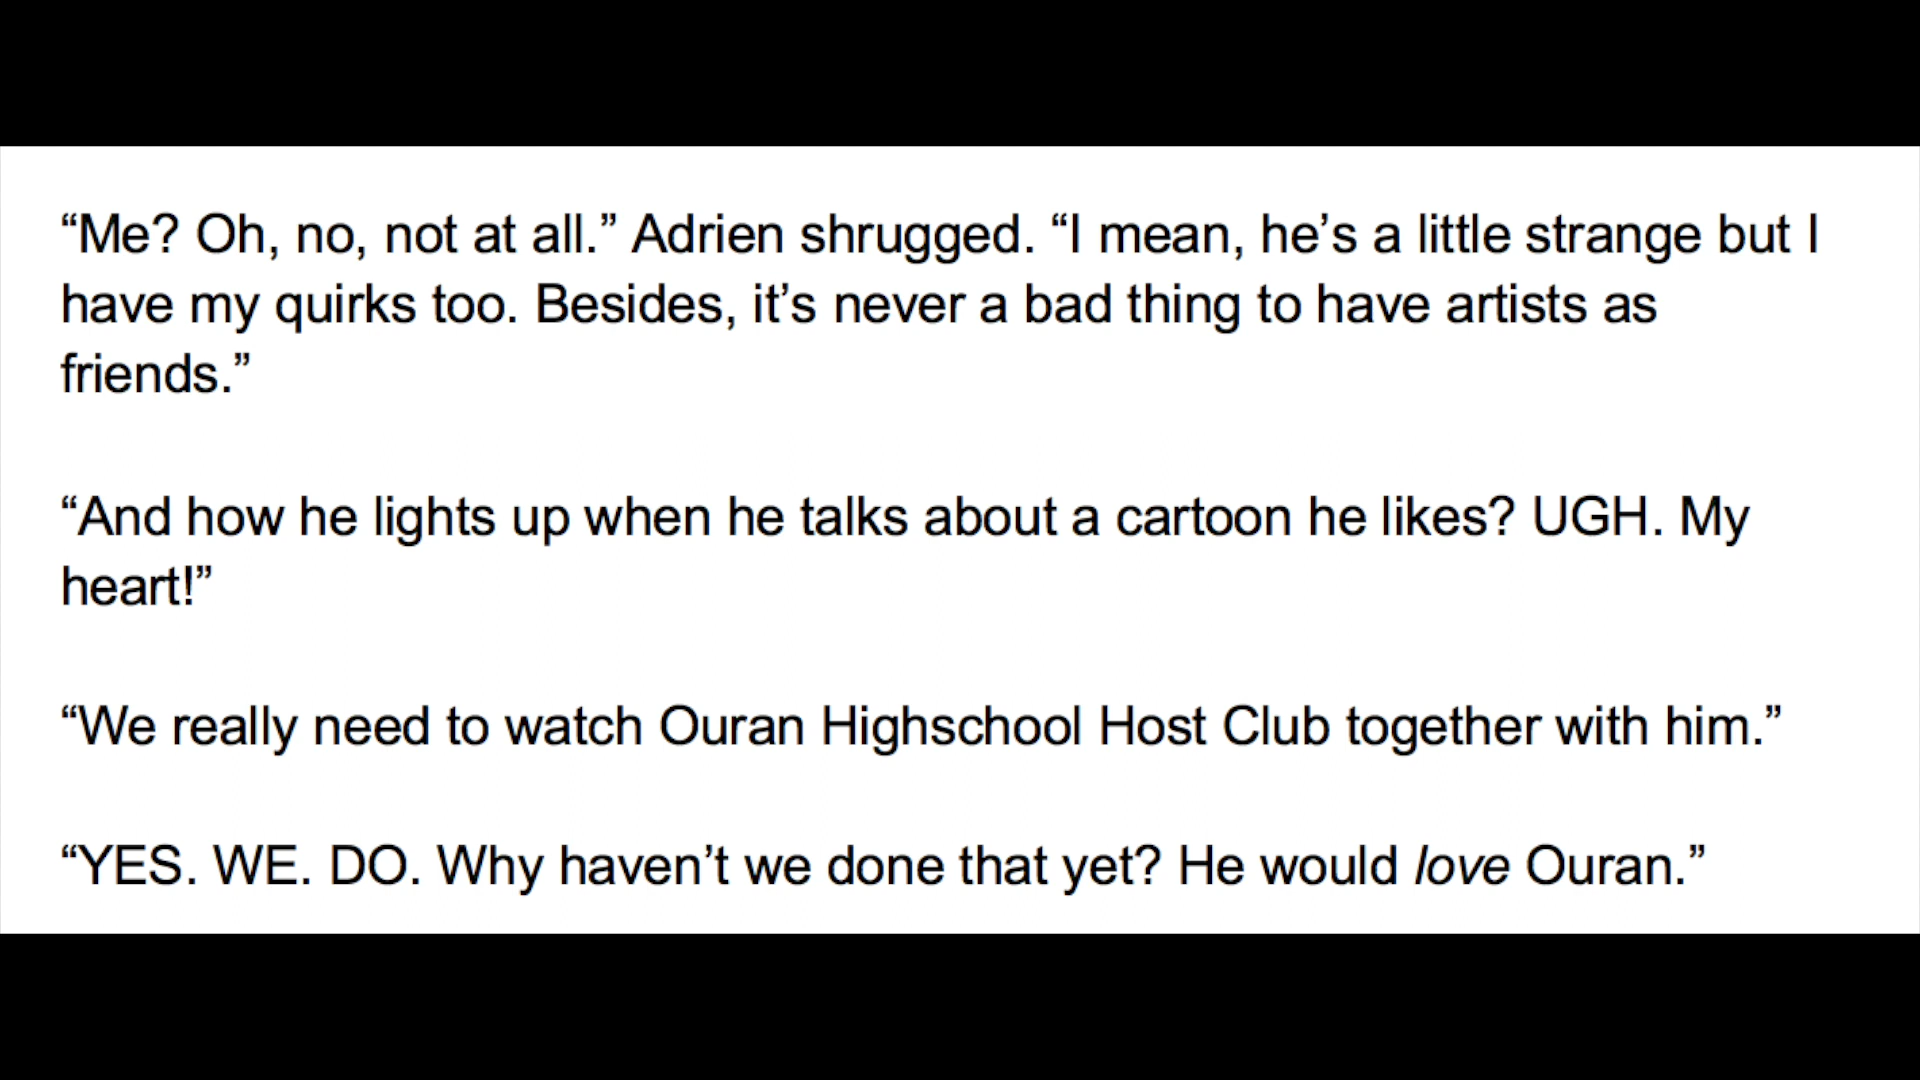 “Me? Oh, no, not at all.” Adrien shrugged. “I mean, he’s a little strange but I
have my quirks too. Besides, it’s never a bad thing to have artists as
friends.”
“And how he lights up when he talks about a cartoon he likes? UGH. My
heart!”
“We really need to watch Ouran Highschool Host Club together with him.”
“YES. WE. DO. Why haven’t we done that yet? He would love Ouran.”